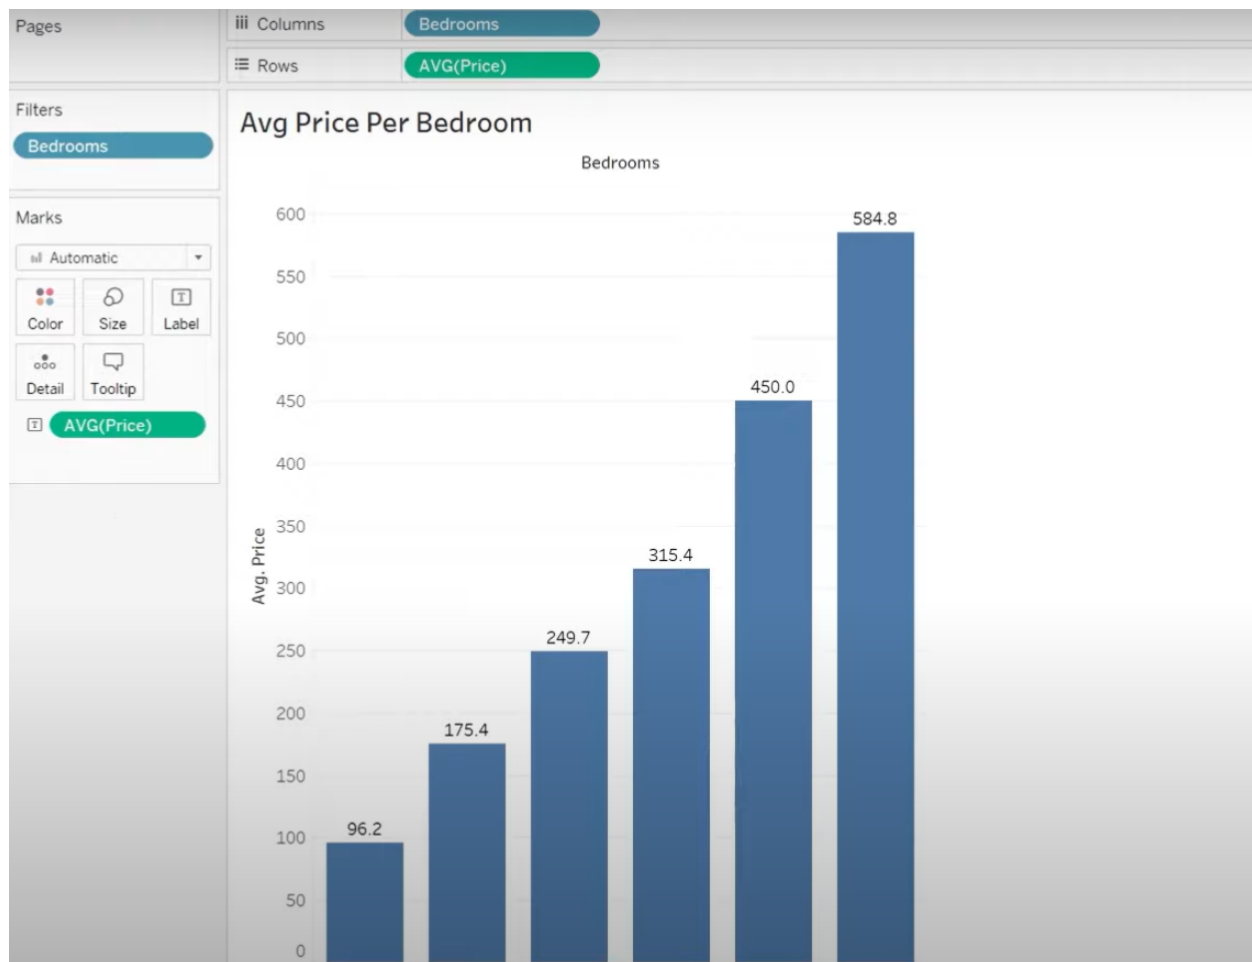 Pages
Columns
Bedrooms
Rows
AVG(Price)
Filters
Bedrooms
Marks
Automatic
Color
Size
Label
Detail
Tooltip
AVG(Price)
Avg Price Per Bedroom
Bedrooms
Avg. Price
600
550
500
450
400
350
300
250
200
150
100
50
0
96.2
175.4
249.7
315.4
450.0
584.8